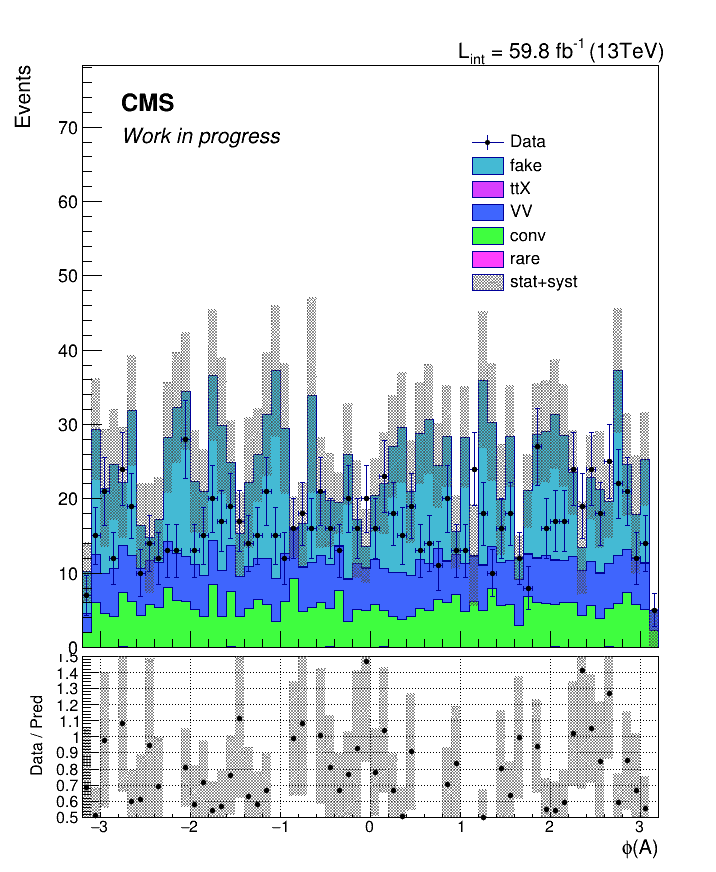 L_int = 59.8 fb^-1 (13TeV)
Events
CMS
Work in progress
Data
fake
ttX
VV
conv
rare
stat+syst
70
60
50
40
30
20
10
0
Data / Pred
1.5
1.4
1.3
1.2
1.1
1
0.9
0.8
0.7
0.6
0.5
−3 −2 −1 0 1 2 3
φ(A)